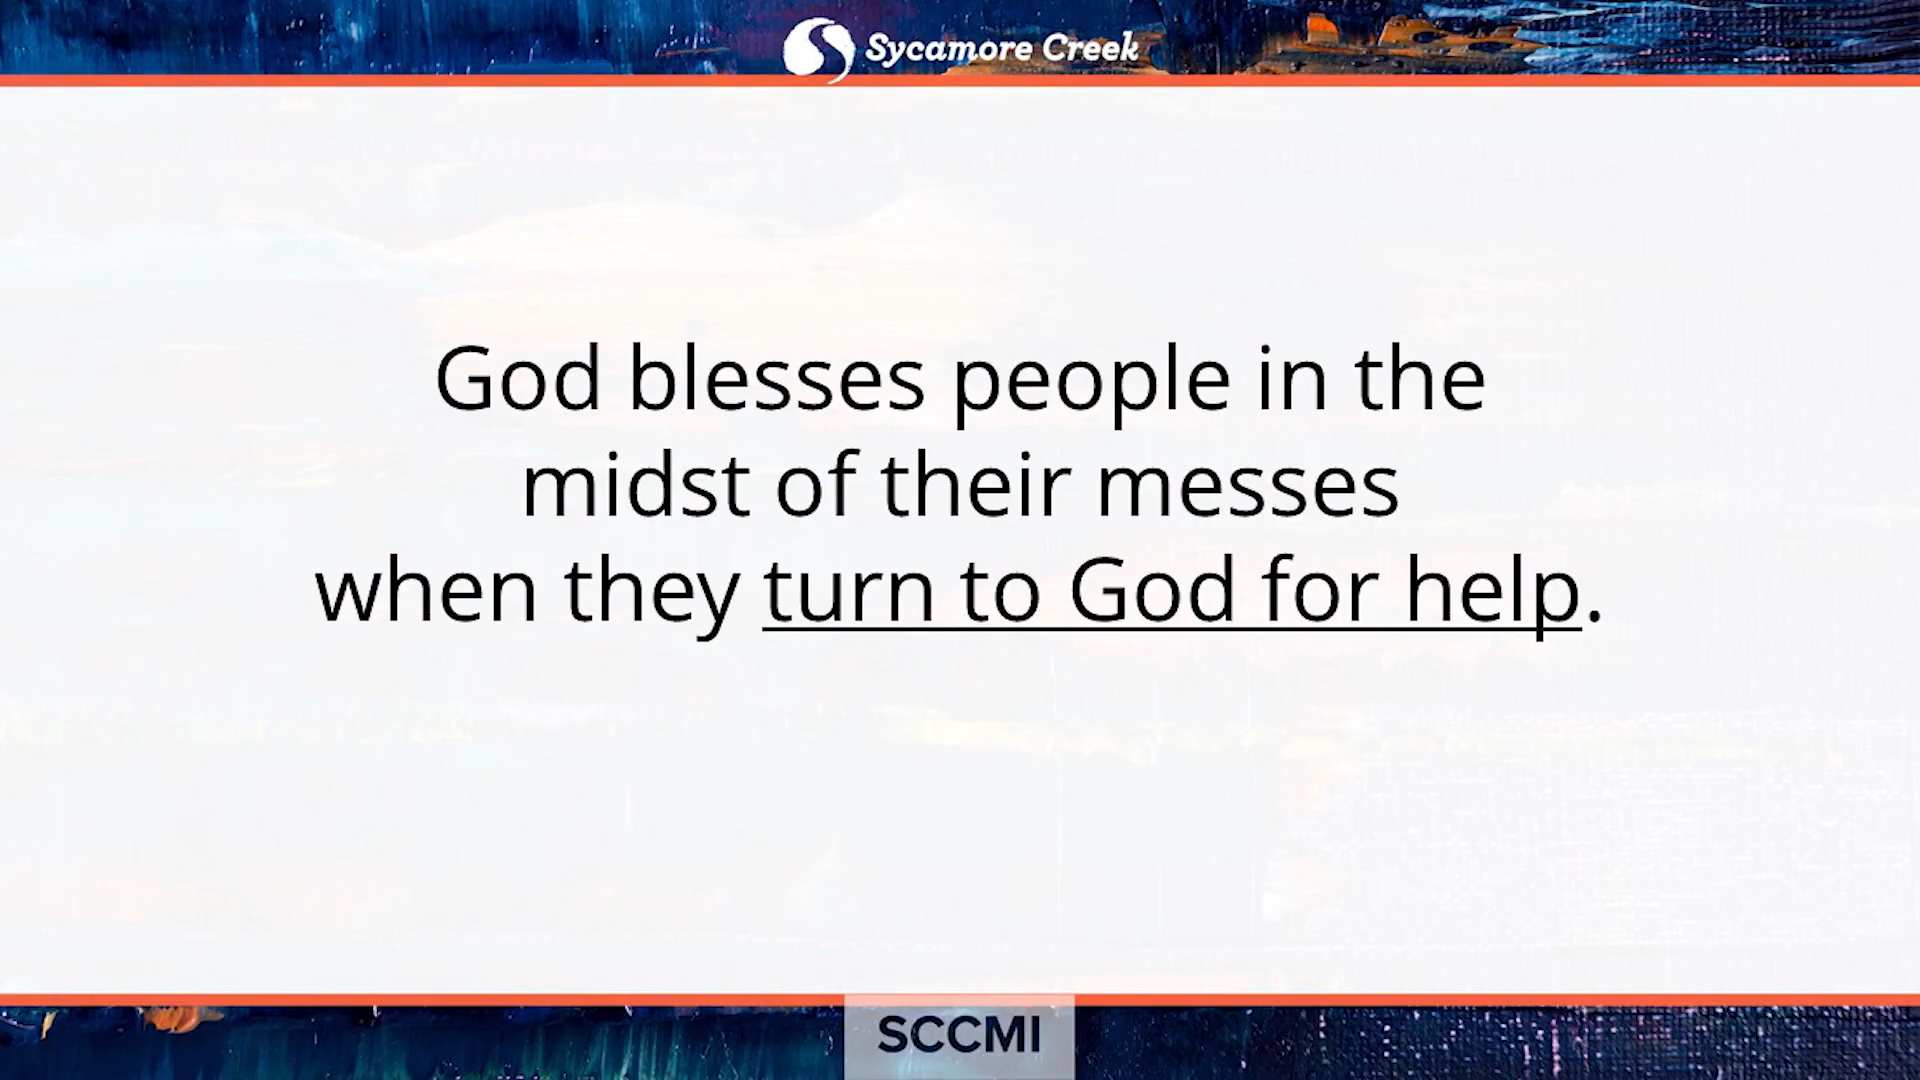 Sycamore Creek
God blesses people in the
midst of their messes
when they turn to God for help.
SCCMI